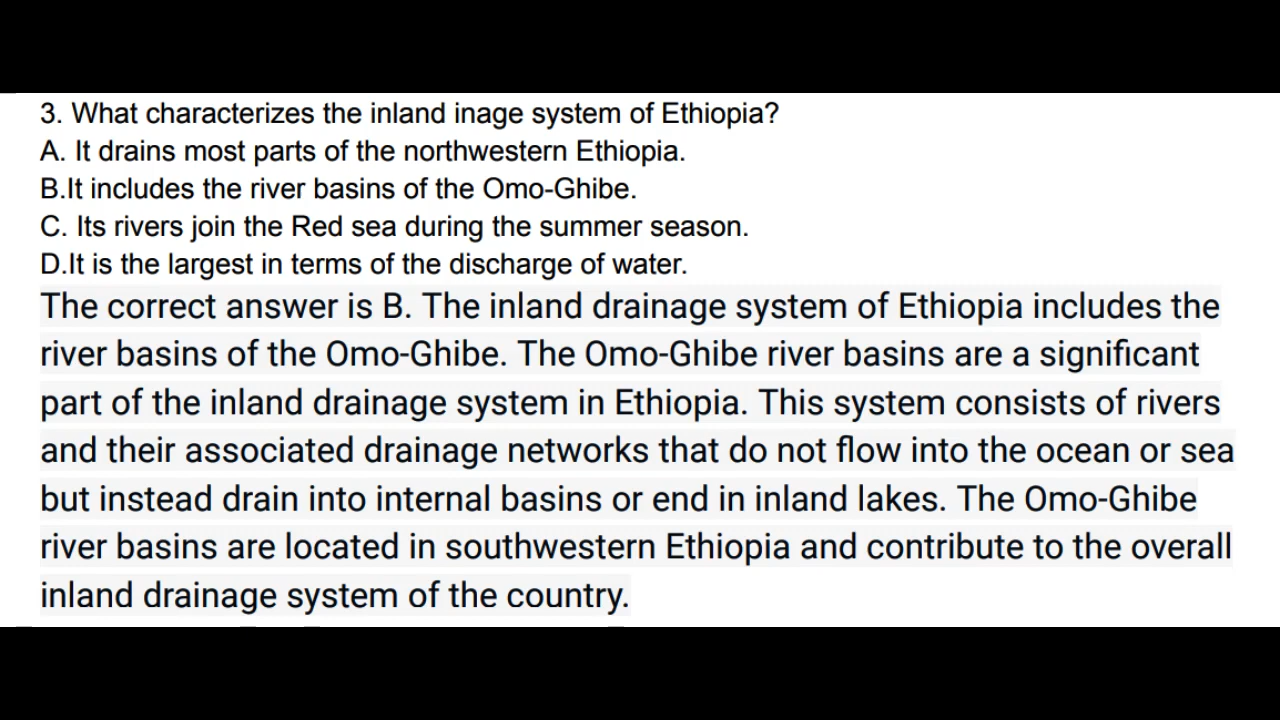 3. What characterizes the inland inage system of Ethiopia?
A. It drains most parts of the northwestern Ethiopia.
B.It includes the river basins of the Omo-Ghibe.
C. Its rivers join the Red sea during the summer season.
D.It is the largest in terms of the discharge of water.
The correct answer is B. The inland drainage system of Ethiopia includes the
river basins of the Omo-Ghibe. The Omo-Ghibe river basins are a significant
part of the inland drainage system in Ethiopia. This system consists of rivers
and their associated drainage networks that do not flow into the ocean or sea
but instead drain into internal basins or end in inland lakes. The Omo-Ghibe
river basins are located in southwestern Ethiopia and contribute to the overall
inland drainage system of the country.